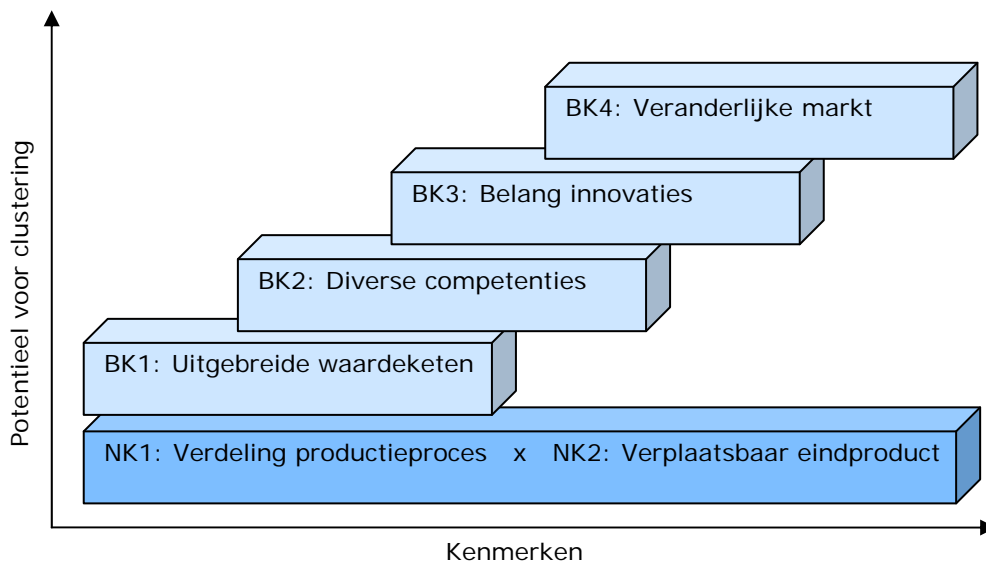 BK4: Veranderlijke markt
BK3: Belang innovaties
BK2: Diverse competenties
BK1: Uitgebreide waardeketen
NK1: Verdeling productieproces x NK2: Verplaatsbaar eindproduct
Potentieel voor clustering
Kenmerken